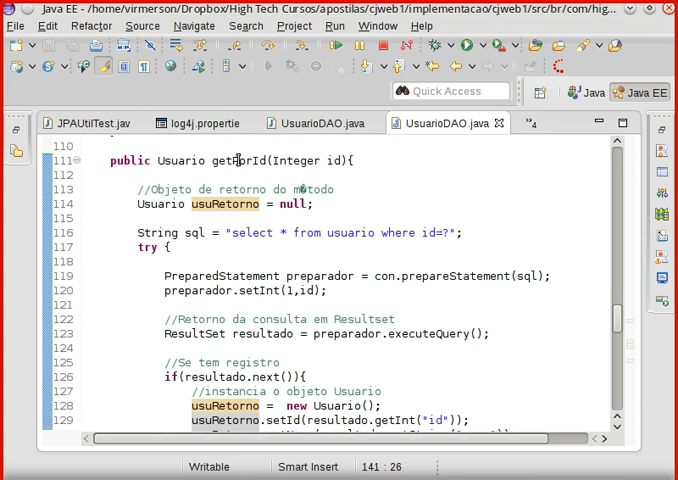 Java EE - /home/virmerson/Dropbox/High Tech Cursos/apostilas/cjweb1/implementacao/cjweb1/src/br/com/hig...
File Edit Refactor Source Navigate Search Project Run Window Help
Quick Access
Java
Java EE
JPAUtilTest.jav
log4j.propertie
UsuarioDAO.java
UsuarioDAO.java
»4
110 }
111 public Usuario getPorId(Integer id){
112
113 //Objeto de retorno do m�todo
114 Usuario usuRetorno = null;
115
116 String sql = "select * from usuario where id=?";
117 try {
118
119 PreparedStatement preparador = con.prepareStatement(sql);
120 preparador.setInt(1,id);
121
122 //Retorno da consulta em Resultset
123 ResultSet resultado = preparador.executeQuery();
124
125 //Se tem registro
126 if(resultado.next()){
127 //instancia o objeto Usuario
128 usuRetorno = new Usuario();
129 usuRetorno.setId(resultado.getInt("id"));
Writable
Smart Insert
141 : 26